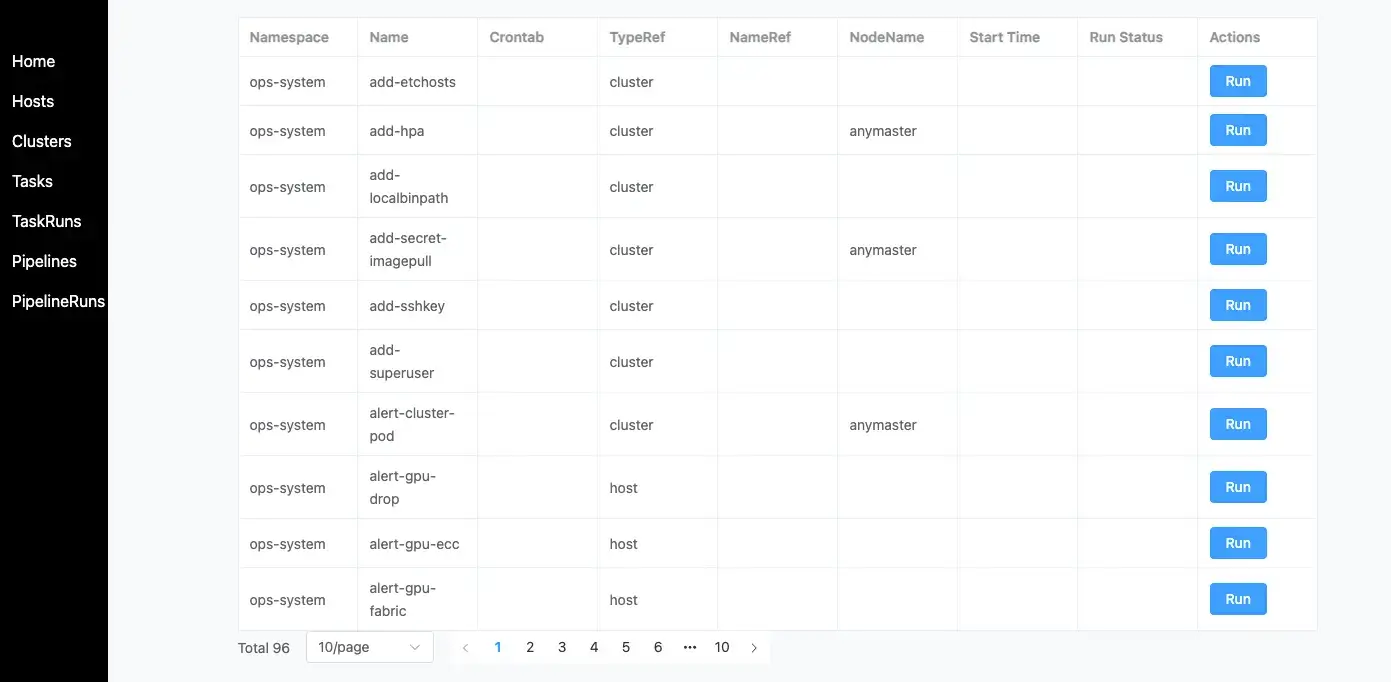 Home
Hosts
Clusters
Tasks
TaskRuns
Pipelines
PipelineRuns
Namespace Name Crontab TypeRef NameRef NodeName Start Time Run Status Actions
ops-system add-etchosts cluster Run
ops-system add-hpa cluster anymaster Run
ops-system add-
localbinpath cluster Run
ops-system add-secret-
imagepull cluster anymaster Run
ops-system add-sshkey cluster Run
ops-system add-
superuser cluster Run
ops-system alert-cluster-
pod cluster anymaster Run
ops-system alert-gpu-
drop host Run
ops-system alert-gpu-ecc host Run
ops-system alert-gpu-
fabric host Run
Total 96 10/page 1 2 3 4 5 6 ••• 10